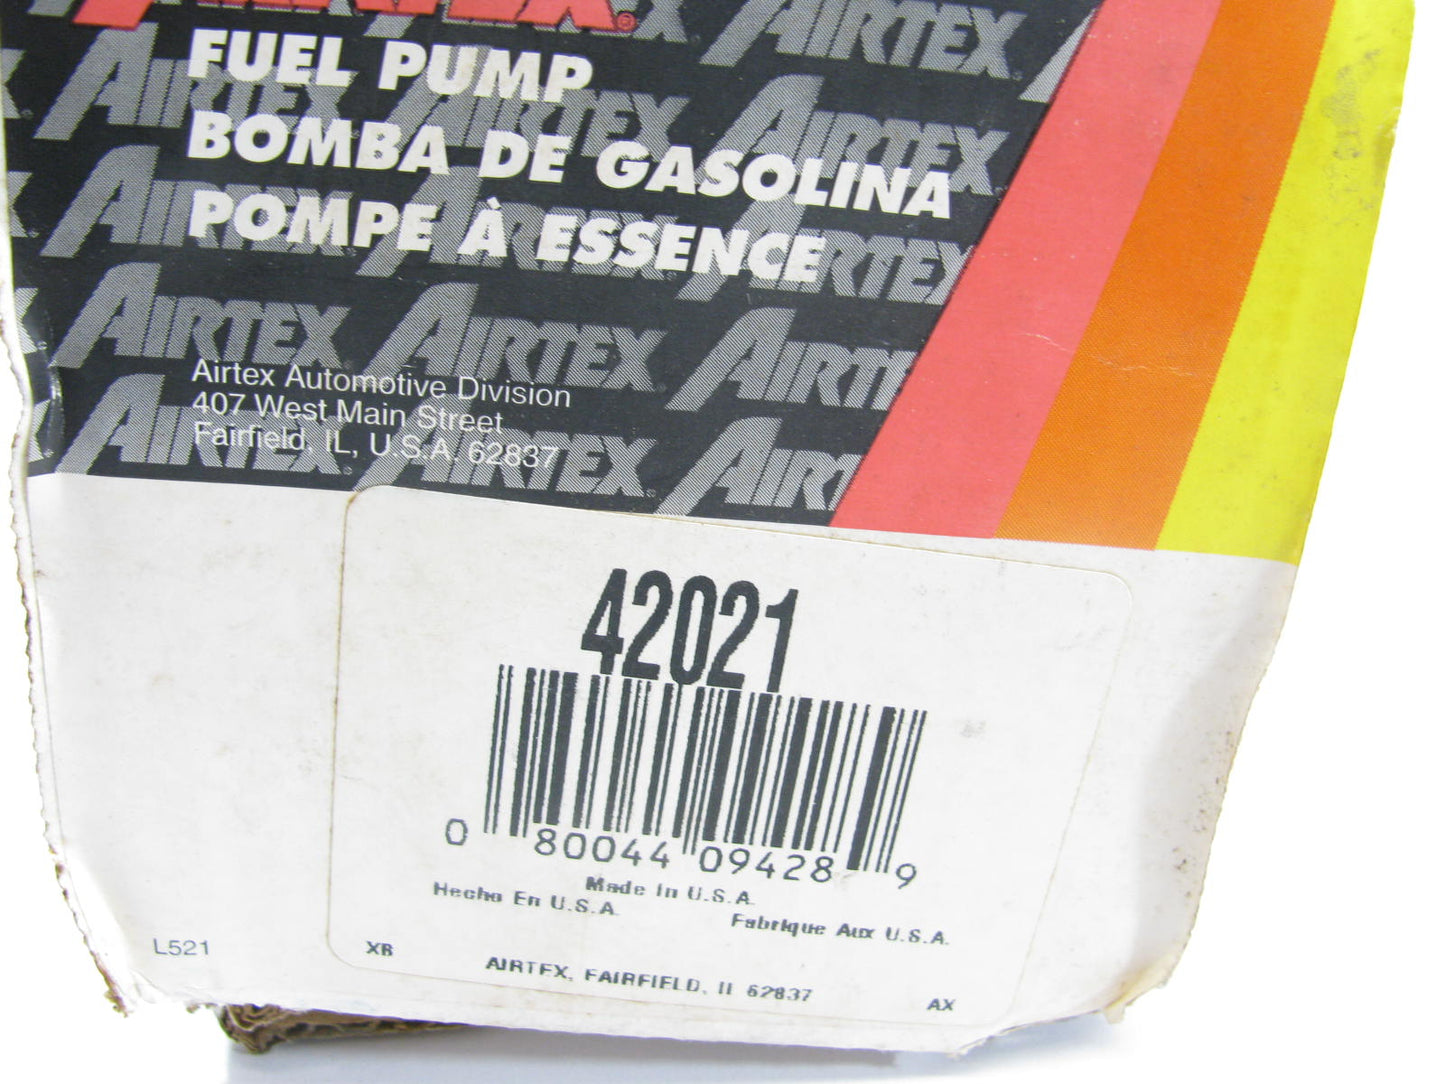 AIRTEX®
FUEL PUMP
BOMBA DE GASOLINA
POMPE À ESSENCE
Airtex Automotive Division
407 West Main Street
Fairfield, IL, U.S.A. 62837
42021
0 80044 09428 9
Made In U.S.A.
Hecho En U.S.A.
Fabrique Aux U.S.A.
L521
XB
AIRTEX, FAIRFIELD, IL 62837
AX